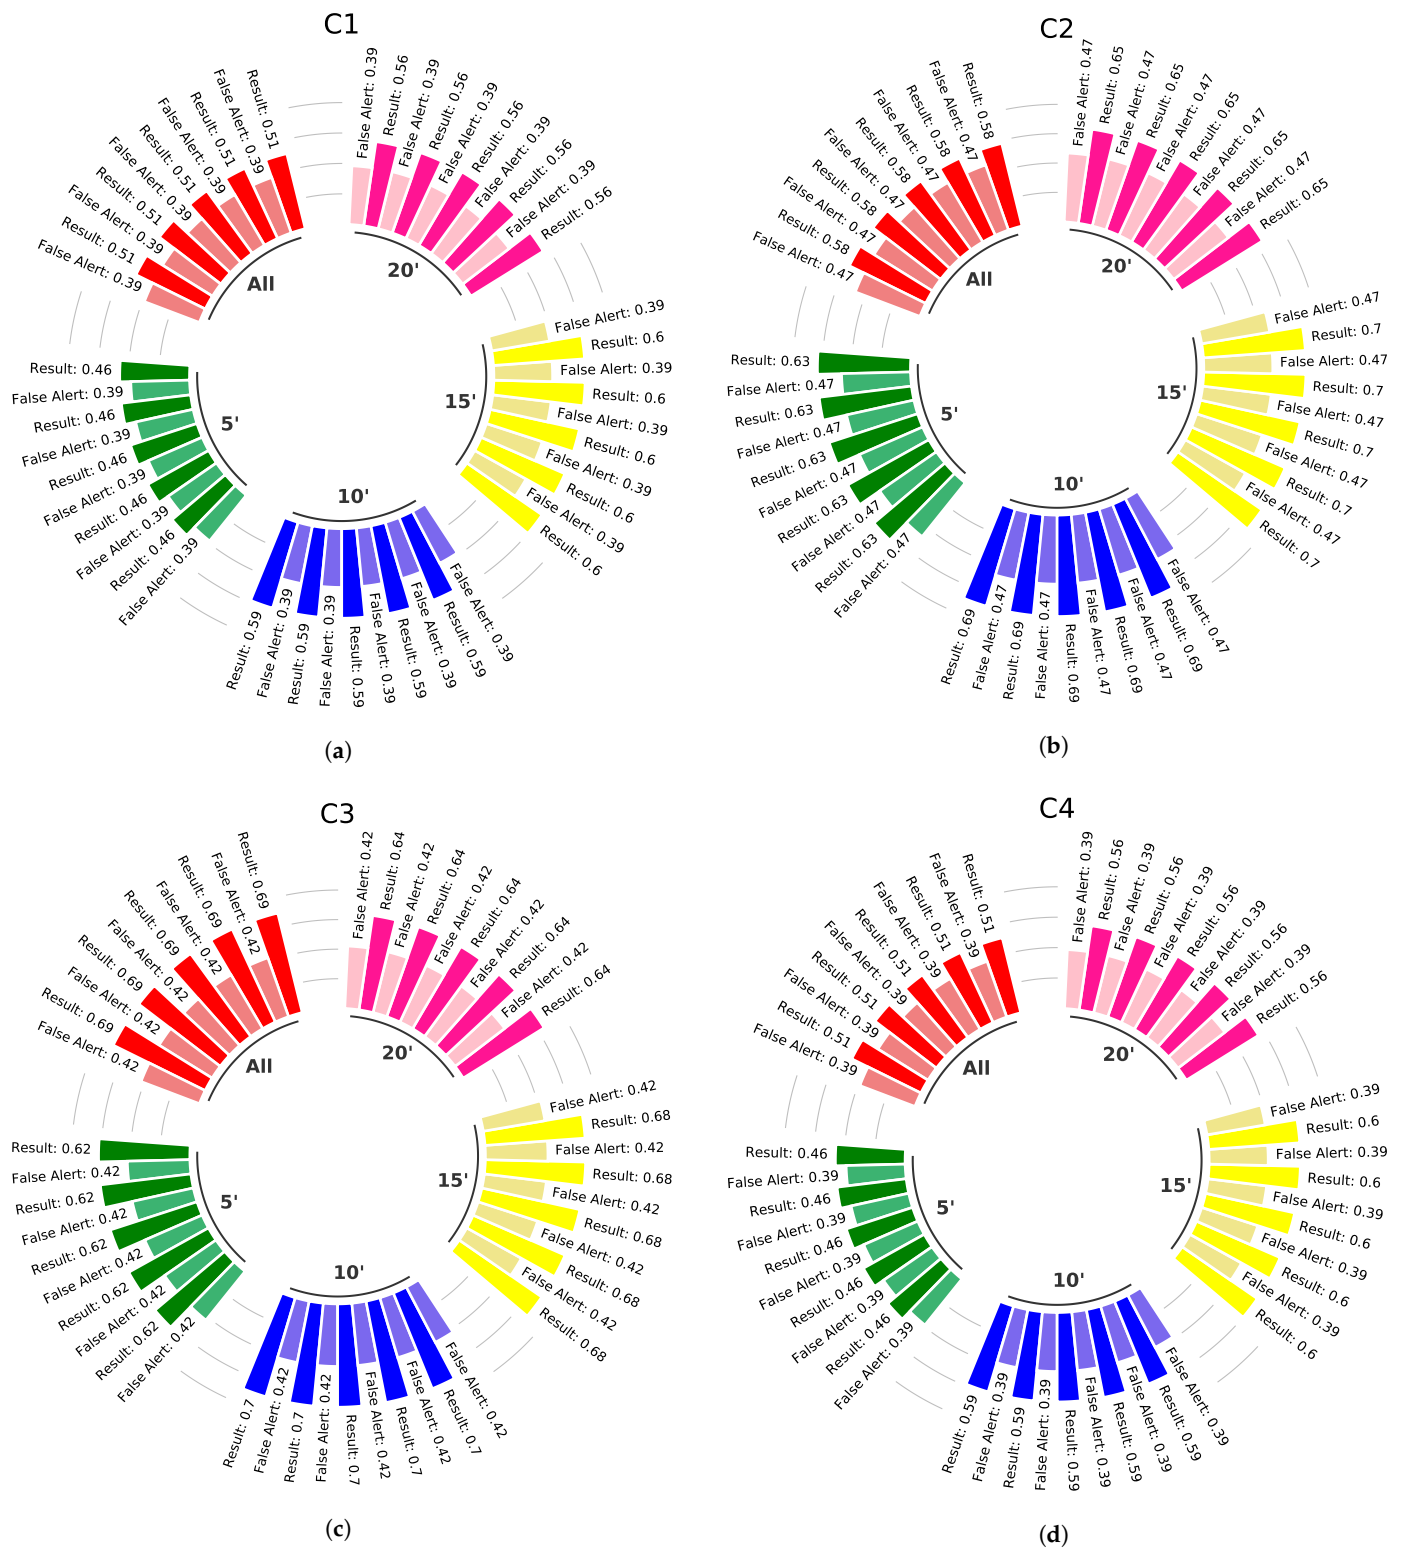 C1
False Alert: 0.39
Result: 0.56
False Alert: 0.39
Result: 0.56
False Alert: 0.39
Result: 0.56
False Alert: 0.39
Result: 0.56
False Alert: 0.39
Result: 0.56
20'
False Alert: 0.39
Result: 0.6
False Alert: 0.39
Result: 0.6
False Alert: 0.39
Result: 0.6
False Alert: 0.39
Result: 0.6
False Alert: 0.39
Result: 0.6
15'
False Alert: 0.39
Result: 0.59
False Alert: 0.39
Result: 0.59
False Alert: 0.39
Result: 0.59
False Alert: 0.39
Result: 0.59
False Alert: 0.39
Result: 0.59
10'
False Alert: 0.39
Result: 0.46
False Alert: 0.39
Result: 0.46
False Alert: 0.39
Result: 0.46
False Alert: 0.39
Result: 0.46
False Alert: 0.39
Result: 0.46
5'
False Alert: 0.39
Result: 0.51
False Alert: 0.39
Result: 0.51
False Alert: 0.39
Result: 0.51
False Alert: 0.39
Result: 0.51
False Alert: 0.39
Result: 0.51
All
(a)
C2
False Alert: 0.47
Result: 0.65
False Alert: 0.47
Result: 0.65
False Alert: 0.47
Result: 0.65
False Alert: 0.47
Result: 0.65
False Alert: 0.47
Result: 0.65
20'
False Alert: 0.47
Result: 0.7
False Alert: 0.47
Result: 0.7
False Alert: 0.47
Result: 0.7
False Alert: 0.47
Result: 0.7
False Alert: 0.47
Result: 0.7
15'
False Alert: 0.47
Result: 0.69
False Alert: 0.47
Result: 0.69
False Alert: 0.47
Result: 0.69
False Alert: 0.47
Result: 0.69
False Alert: 0.47
Result: 0.69
10'
False Alert: 0.47
Result: 0.63
False Alert: 0.47
Result: 0.63
False Alert: 0.47
Result: 0.63
False Alert: 0.47
Result: 0.63
False Alert: 0.47
Result: 0.63
5'
False Alert: 0.47
Result: 0.58
False Alert: 0.47
Result: 0.58
False Alert: 0.47
Result: 0.58
False Alert: 0.47
Result: 0.58
False Alert: 0.47
Result: 0.58
All
(b)
C3
False Alert: 0.42
Result: 0.64
False Alert: 0.42
Result: 0.64
False Alert: 0.42
Result: 0.64
False Alert: 0.42
Result: 0.64
False Alert: 0.42
Result: 0.64
20'
False Alert: 0.42
Result: 0.68
False Alert: 0.42
Result: 0.68
False Alert: 0.42
Result: 0.68
False Alert: 0.42
Result: 0.68
False Alert: 0.42
Result: 0.68
15'
False Alert: 0.42
Result: 0.7
False Alert: 0.42
Result: 0.7
False Alert: 0.42
Result: 0.7
False Alert: 0.42
Result: 0.7
False Alert: 0.42
Result: 0.7
10'
False Alert: 0.42
Result: 0.62
False Alert: 0.42
Result: 0.62
False Alert: 0.42
Result: 0.62
False Alert: 0.42
Result: 0.62
False Alert: 0.42
Result: 0.62
5'
False Alert: 0.42
Result: 0.69
False Alert: 0.42
Result: 0.69
False Alert: 0.42
Result: 0.69
False Alert: 0.42
Result: 0.69
False Alert: 0.42
Result: 0.69
All
(c)
C4
False Alert: 0.39
Result: 0.56
False Alert: 0.39
Result: 0.56
False Alert: 0.39
Result: 0.56
False Alert: 0.39
Result: 0.56
False Alert: 0.39
Result: 0.56
20'
False Alert: 0.39
Result: 0.6
False Alert: 0.39
Result: 0.6
False Alert: 0.39
Result: 0.6
False Alert: 0.39
Result: 0.6
False Alert: 0.39
Result: 0.6
15'
False Alert: 0.39
Result: 0.59
False Alert: 0.39
Result: 0.59
False Alert: 0.39
Result: 0.59
False Alert: 0.39
Result: 0.59
False Alert: 0.39
Result: 0.59
10'
False Alert: 0.39
Result: 0.46
False Alert: 0.39
Result: 0.46
False Alert: 0.39
Result: 0.46
False Alert: 0.39
Result: 0.46
False Alert: 0.39
Result: 0.46
5'
False Alert: 0.39
Result: 0.51
False Alert: 0.39
Result: 0.51
False Alert: 0.39
Result: 0.51
False Alert: 0.39
Result: 0.51
False Alert: 0.39
Result: 0.51
All
(d)